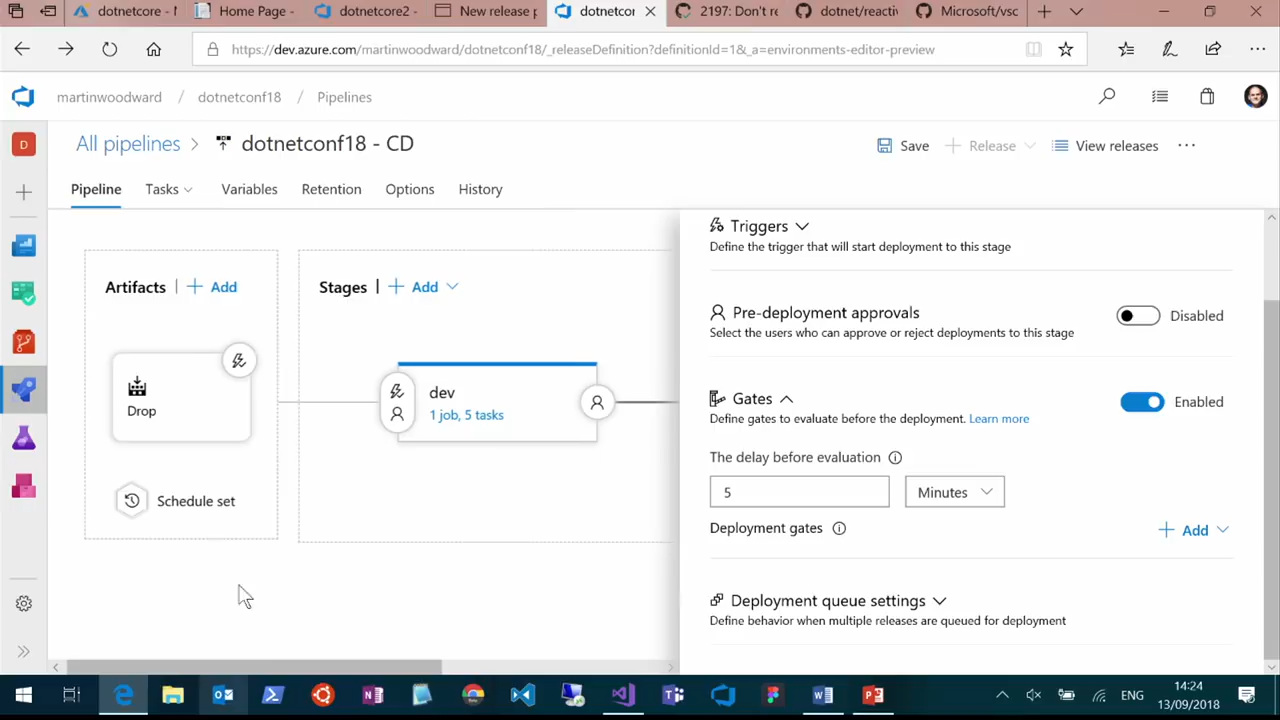 dotnetcore - N
Home Page -
dotnetcore2 -
New release p
dotnetcor
2197: Don't re
dotnet/reactiv
Microsoft/vsc
https://dev.azure.com/martinwoodward/dotnetconf18/_releaseDefinition?definitionId=1&_a=environments-editor-preview
martinwoodward / dotnetconf18 / Pipelines
D
All pipelines > dotnetconf18 - CD
Save
Release
View releases
Pipeline
Tasks
Variables
Retention
Options
History
Artifacts | + Add
Drop
Schedule set
Stages | + Add
dev
1 job, 5 tasks
Triggers
Define the trigger that will start deployment to this stage
Pre-deployment approvals
Disabled
Select the users who can approve or reject deployments to this stage
Gates
Enabled
Define gates to evaluate before the deployment. Learn more
The delay before evaluation
5
Minutes
Deployment gates
+ Add
Deployment queue settings
Define behavior when multiple releases are queued for deployment
ENG
14:24
13/09/2018